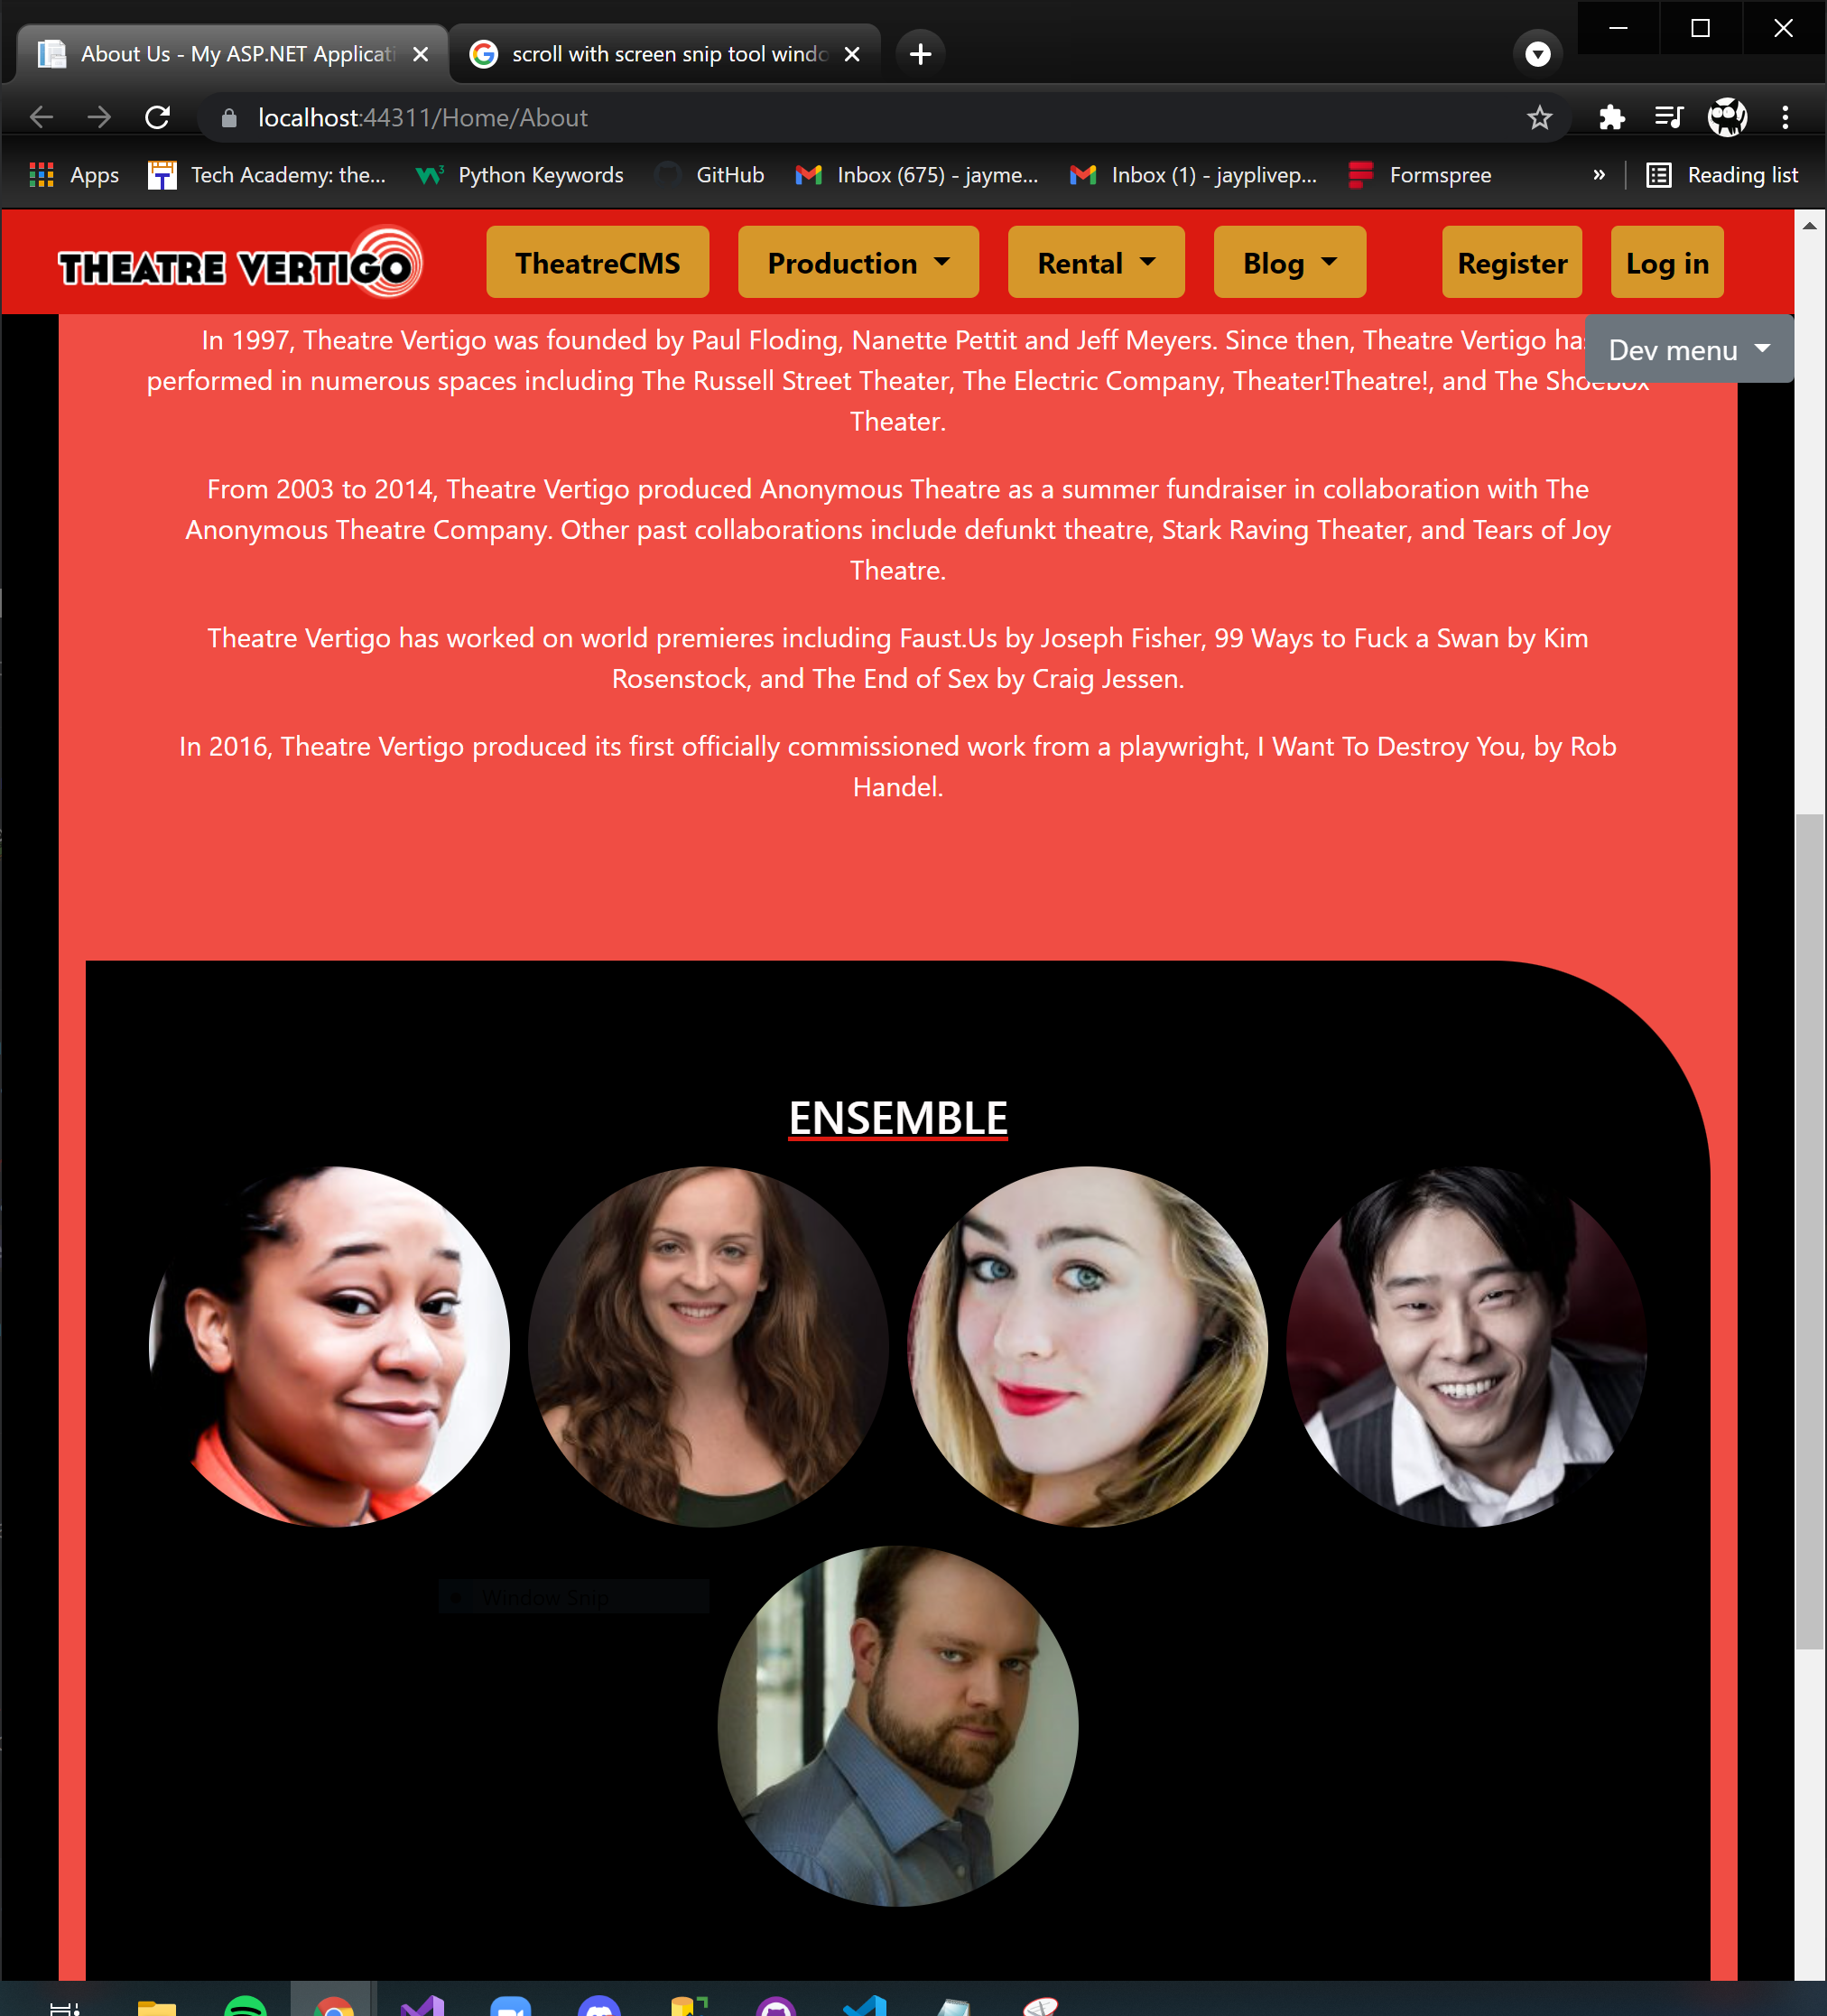 About Us - My ASP.NET Applicati
scroll with screen snip tool windo
localhost:44311/Home/About
Apps
Tech Academy: the...
Python Keywords
GitHub
Inbox (675) - jayme...
Inbox (1) - jayplivep...
Formspree
»
Reading list
THEATRE VERTIGO
TheatreCMS
Production
Rental
Blog
Register
Log in
Dev menu
In 1997, Theatre Vertigo was founded by Paul Floding, Nanette Pettit and Jeff Meyers. Since then, Theatre Vertigo has
performed in numerous spaces including The Russell Street Theater, The Electric Company, Theater!Theatre!, and The Shoebox
Theater.
From 2003 to 2014, Theatre Vertigo produced Anonymous Theatre as a summer fundraiser in collaboration with The
Anonymous Theatre Company. Other past collaborations include defunkt theatre, Stark Raving Theater, and Tears of Joy
Theatre.
Theatre Vertigo has worked on world premieres including Faust.Us by Joseph Fisher, 99 Ways to Fuck a Swan by Kim
Rosenstock, and The End of Sex by Craig Jessen.
In 2016, Theatre Vertigo produced its first officially commissioned work from a playwright, I Want To Destroy You, by Rob
Handel.
ENSEMBLE
Window Snip